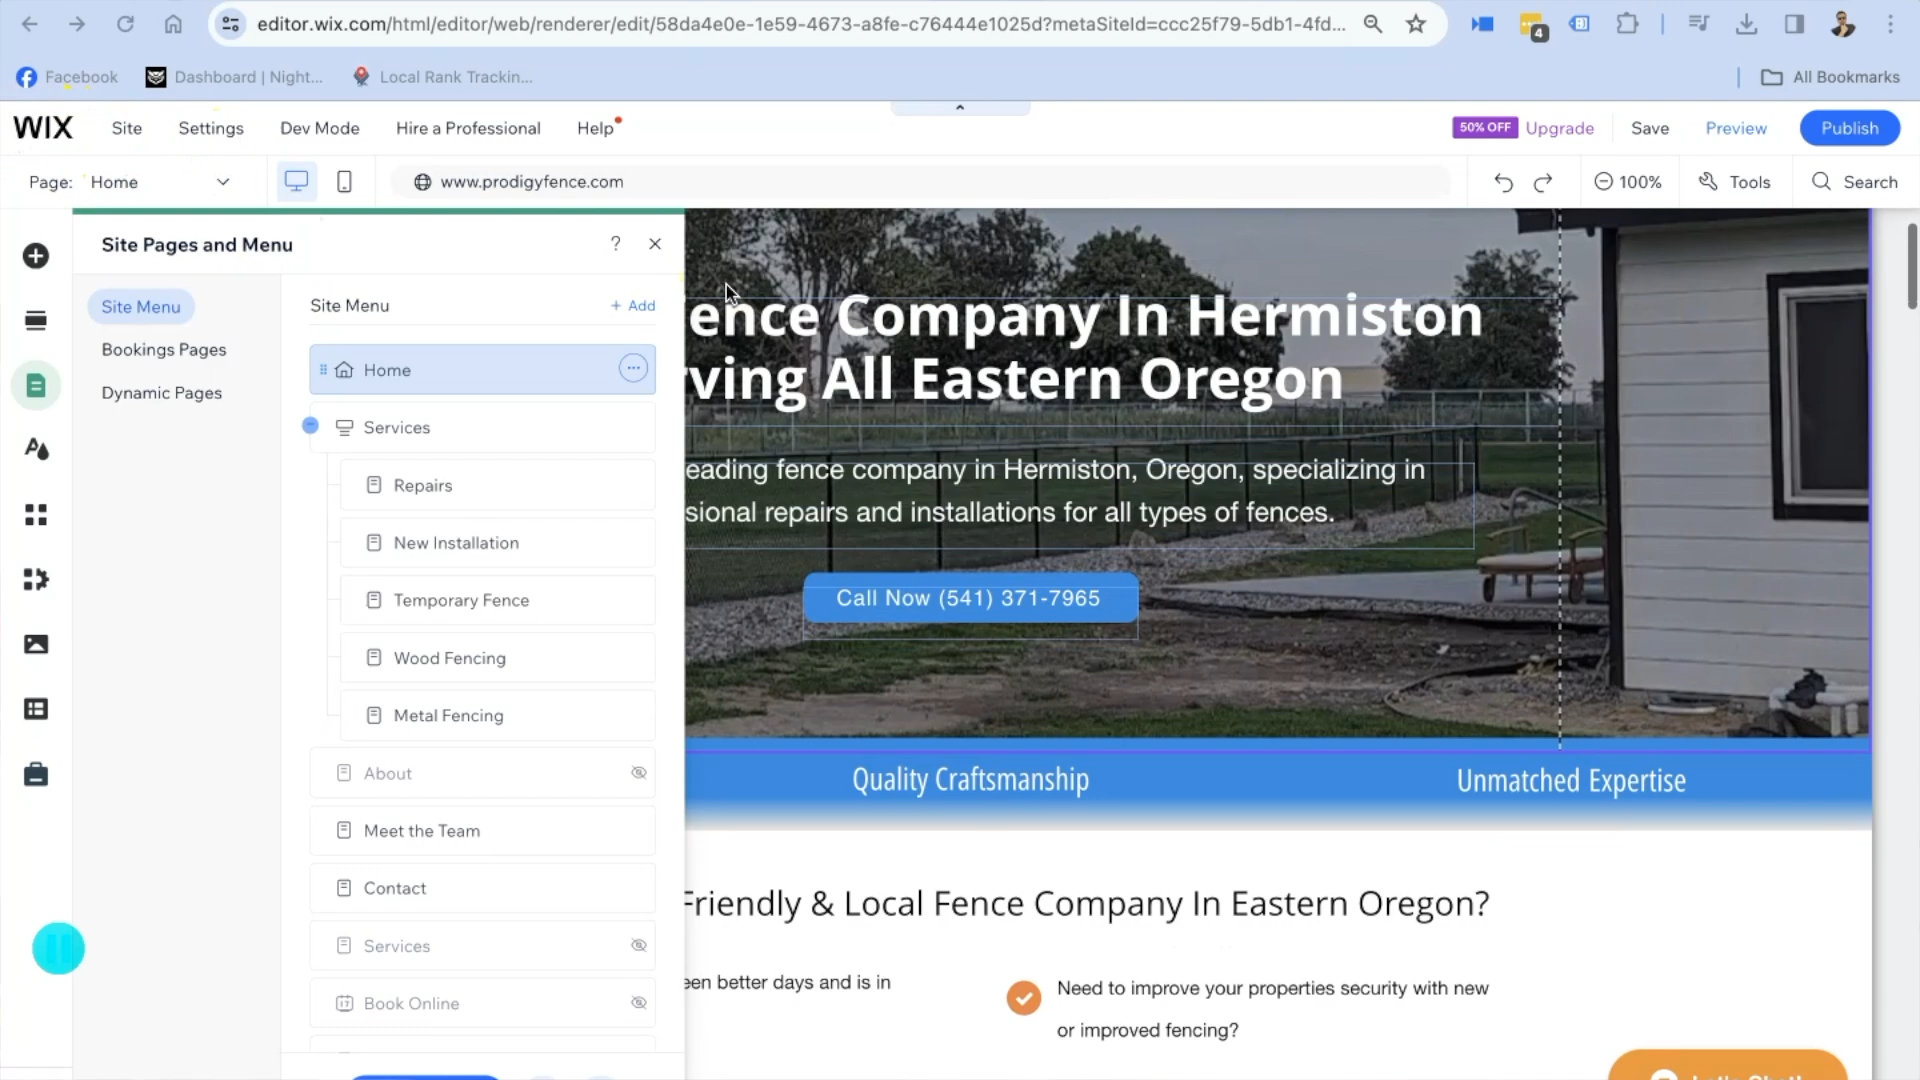 editor.wix.com/html/editor/web/renderer/edit/58da4e0e-1e59-4673-a8fe-c76444e1025d?metaSiteId=ccc25f79-5db1-4fd...
4
Facebook
Dashboard | Night...
Local Rank Trackin...
All Bookmarks
WIX
Site
Settings
Dev Mode
Hire a Professional
Help
50% OFF
Upgrade
Save
Preview
Publish
Page:
Home
www.prodigyfence.com
100%
Tools
Search
Site Pages and Menu
?
Site Menu
Bookings Pages
Dynamic Pages
Site Menu
+ Add
Home
Services
Repairs
New Installation
Temporary Fence
Wood Fencing
Metal Fencing
About
Meet the Team
Contact
Services
17
Book Online
ence Company In Hermiston
ving All Eastern Oregon
eading fence company in Hermiston, Oregon, specializing in
sional repairs and installations for all types of fences.
Call Now (541) 371-7965
Quality Craftsmanship
Unmatched Expertise
Friendly & Local Fence Company In Eastern Oregon?
een better days and is in
Need to improve your properties security with new
or improved fencing?